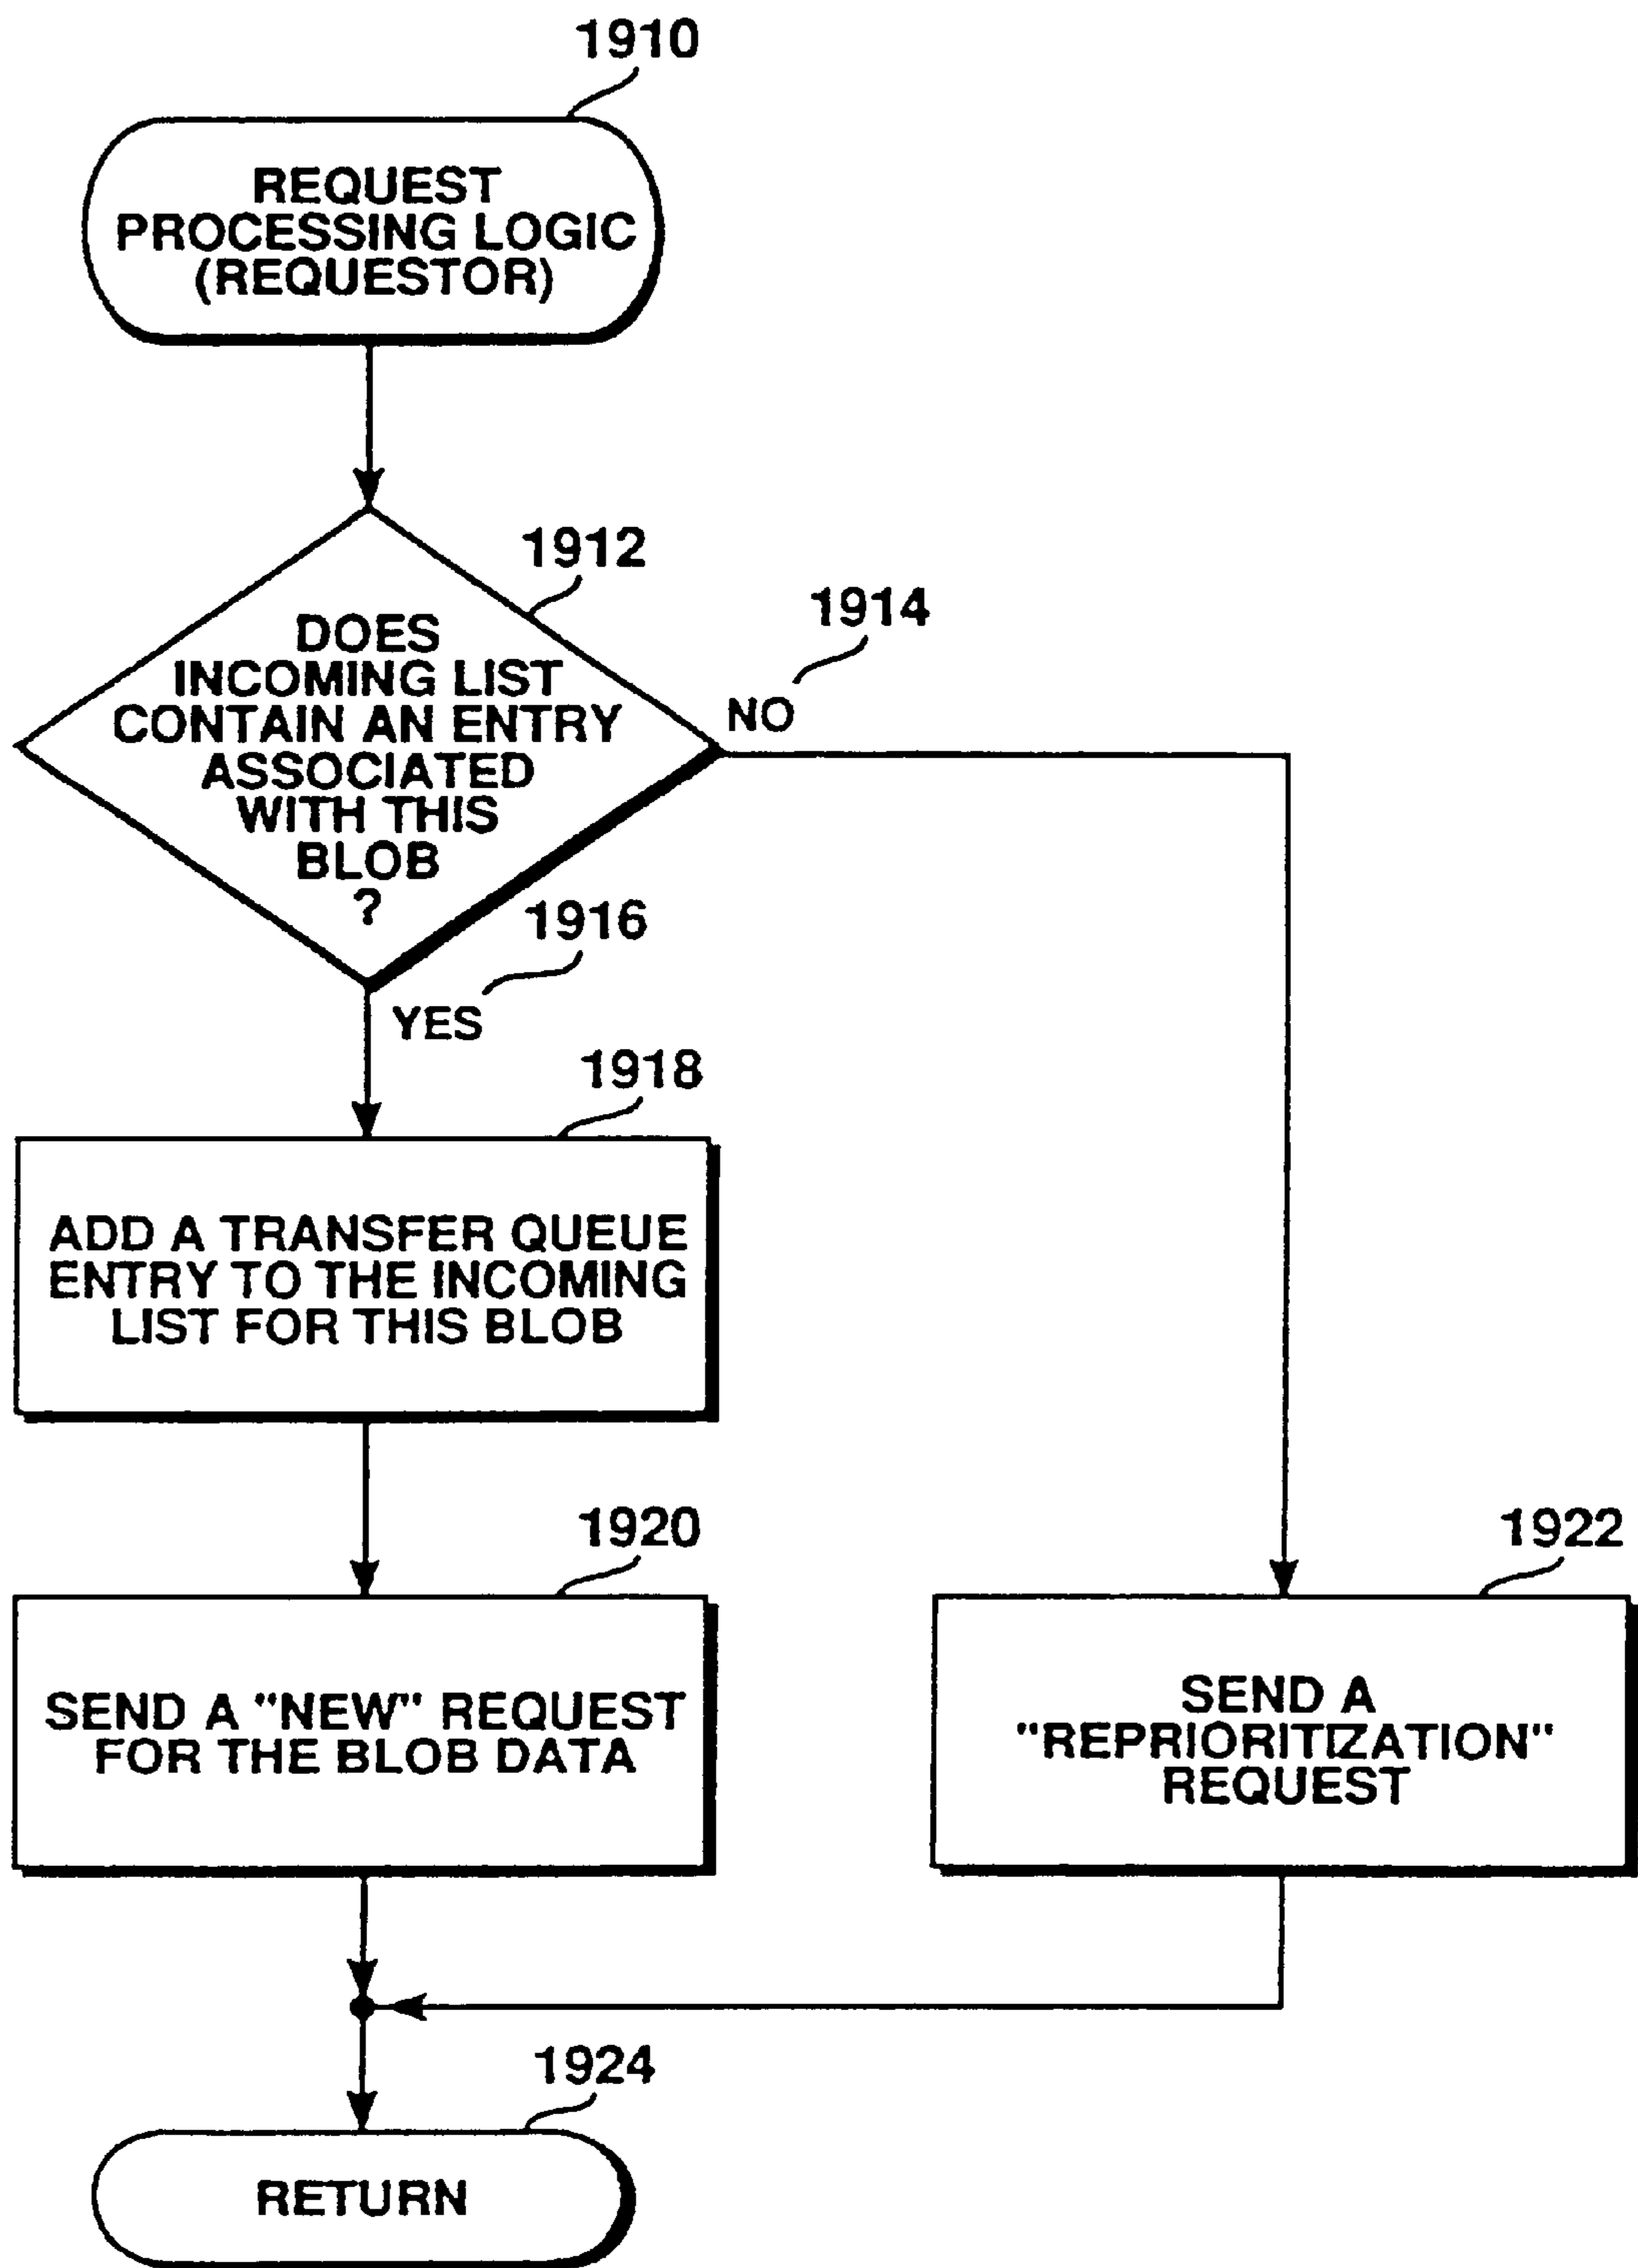 1910
REQUEST
PROCESSING LOGIC
(REQUESTOR)
1912
DOES
INCOMING LIST
CONTAIN AN ENTRY
ASSOCIATED
WITH THIS
BLOB
?
1914
NO
1916
YES
1918
ADD A TRANSFER QUEUE
ENTRY TO THE INCOMING
LIST FOR THIS BLOB
1920
SEND A "NEW" REQUEST
FOR THE BLOB DATA
1922
SEND A
"REPRIORITIZATION"
REQUEST
1924
RETURN